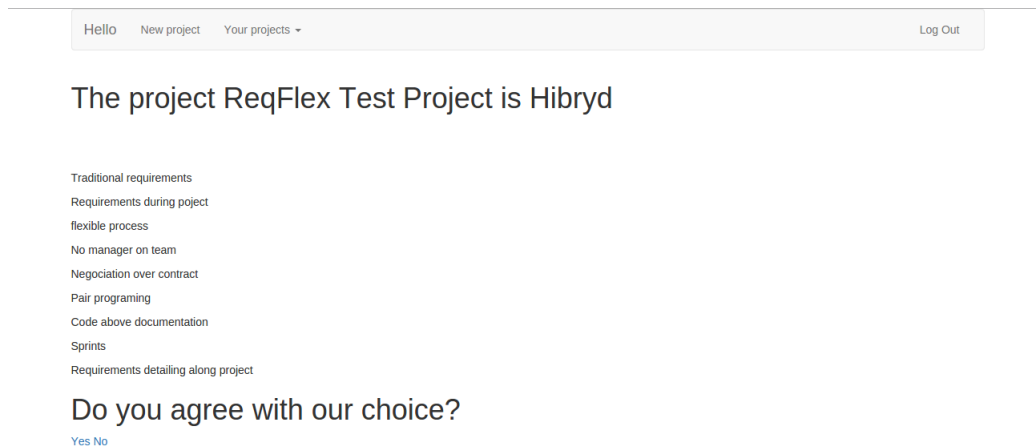 Hello New project Your projects Log Out
The project ReqFlex Test Project is Hibryd
Traditional requirements
Requirements during poject
flexible process
No manager on team
Negociation over contract
Pair programing
Code above documentation
Sprints
Requirements detailing along project
Do you agree with our choice?
Yes No